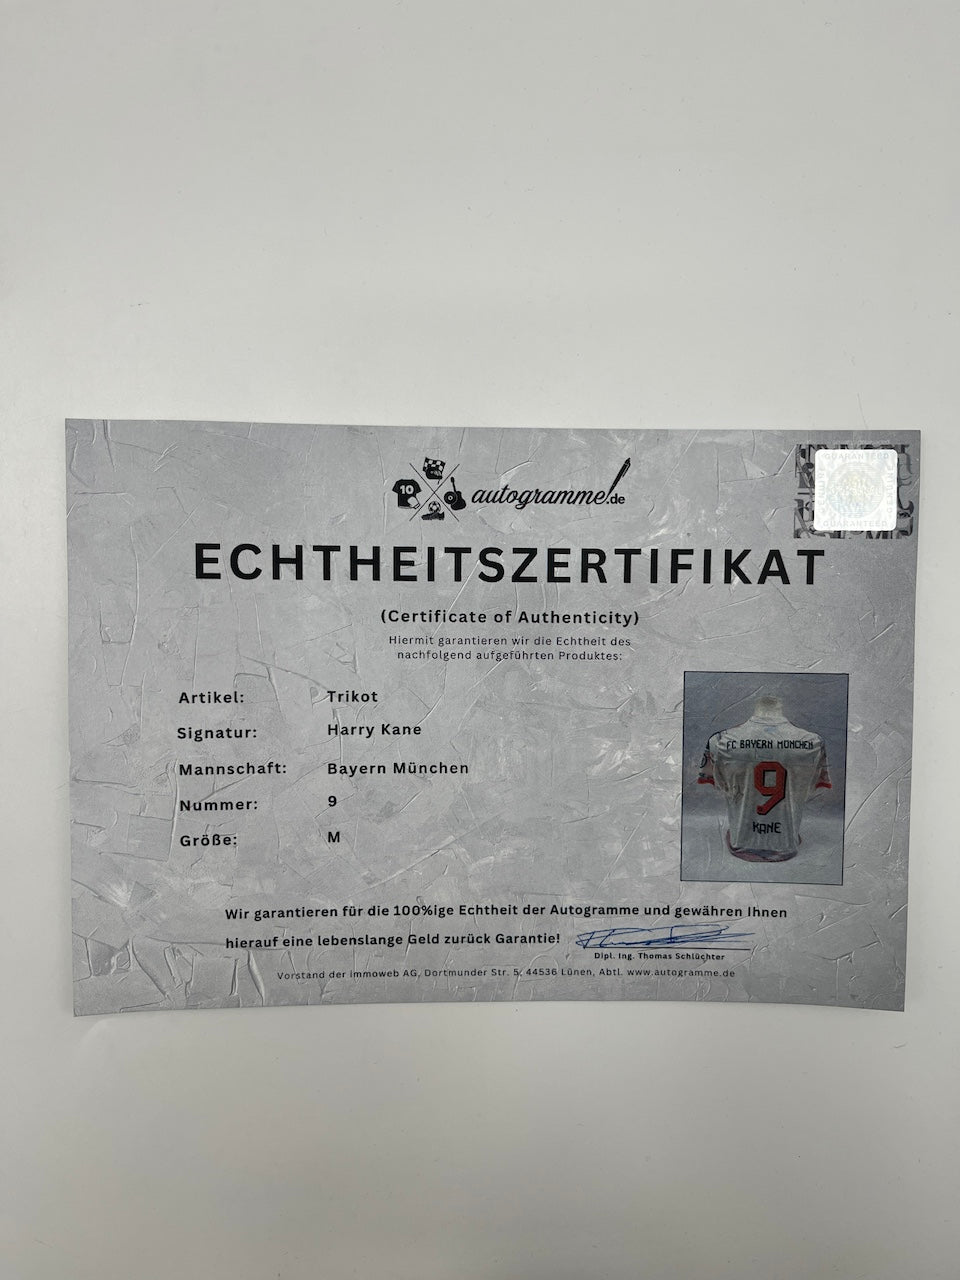 10
autogramme.de
GUARANTEED
GUARANTEED
ECHTHEITSZERTIFIKAT
(Certificate of Authenticity)
Hiermit garantieren wir die Echtheit des
nachfolgend aufgeführten Produktes:
Artikel: Trikot
Signatur: Harry Kane
Mannschaft: Bayern München
Nummer: 9
Größe: M
FC BAYERN MÜNCHEN
9
KANE
Wir garantieren für die 100%ige Echtheit der Autogramme und gewähren Ihnen
hierauf eine lebenslange Geld zurück Garantie!
Dipl. Ing. Thomas Schlüchter
Vorstand der immoweb AG, Dortmunder Str. 5, 44536 Lünen, Abtl. www.autogramme.de